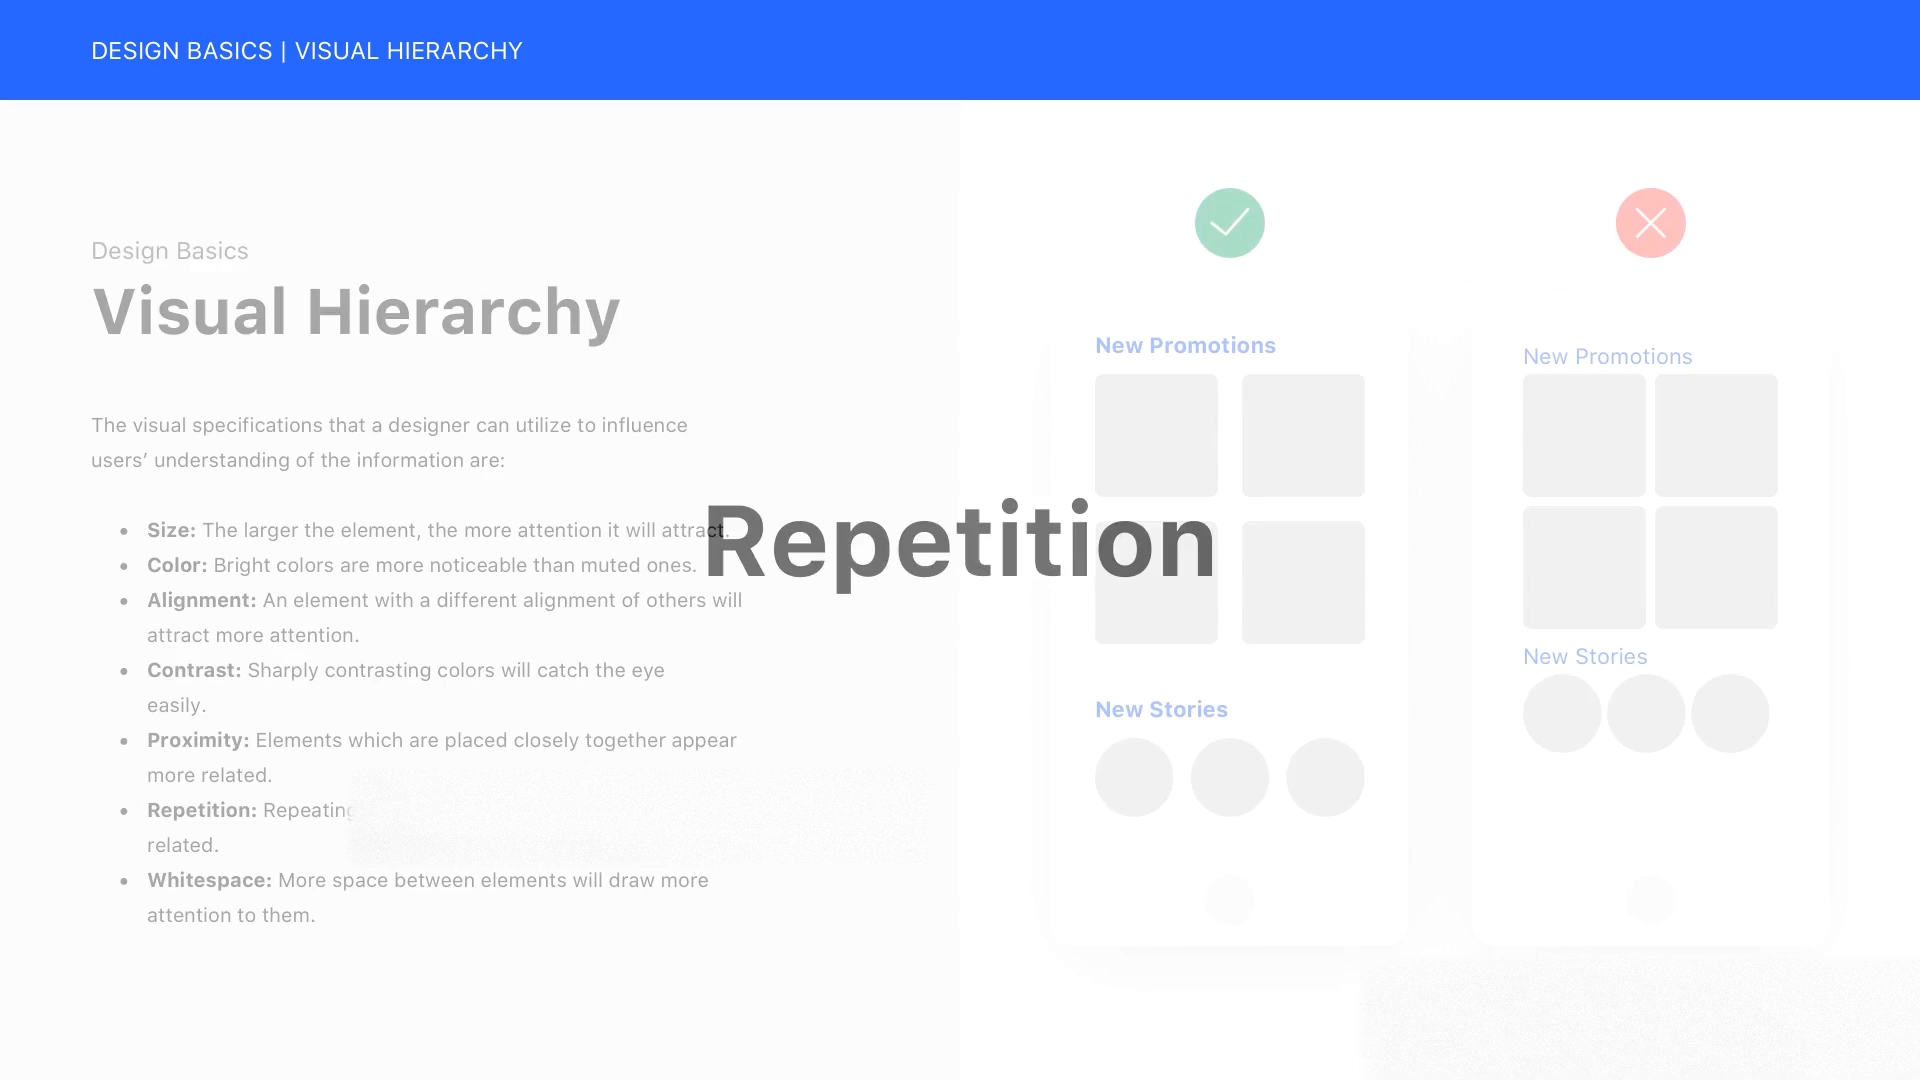 DESIGN BASICS | VISUAL HIERARCHY
Design Basics
Visual Hierarchy
The visual specifications that a designer can utilize to influence
users’ understanding of the information are:
• Size: The larger the element, the more attention it will attract.
• Color: Bright colors are more noticeable than muted ones.
• Alignment: An element with a different alignment of others will
attract more attention.
• Contrast: Sharply contrasting colors will catch the eye
easily.
• Proximity: Elements which are placed closely together appear
more related.
• Repetition: Repeating
related.
• Whitespace: More space between elements will draw more
attention to them.
Repetition
New Promotions
New Stories
New Promotions
New Stories